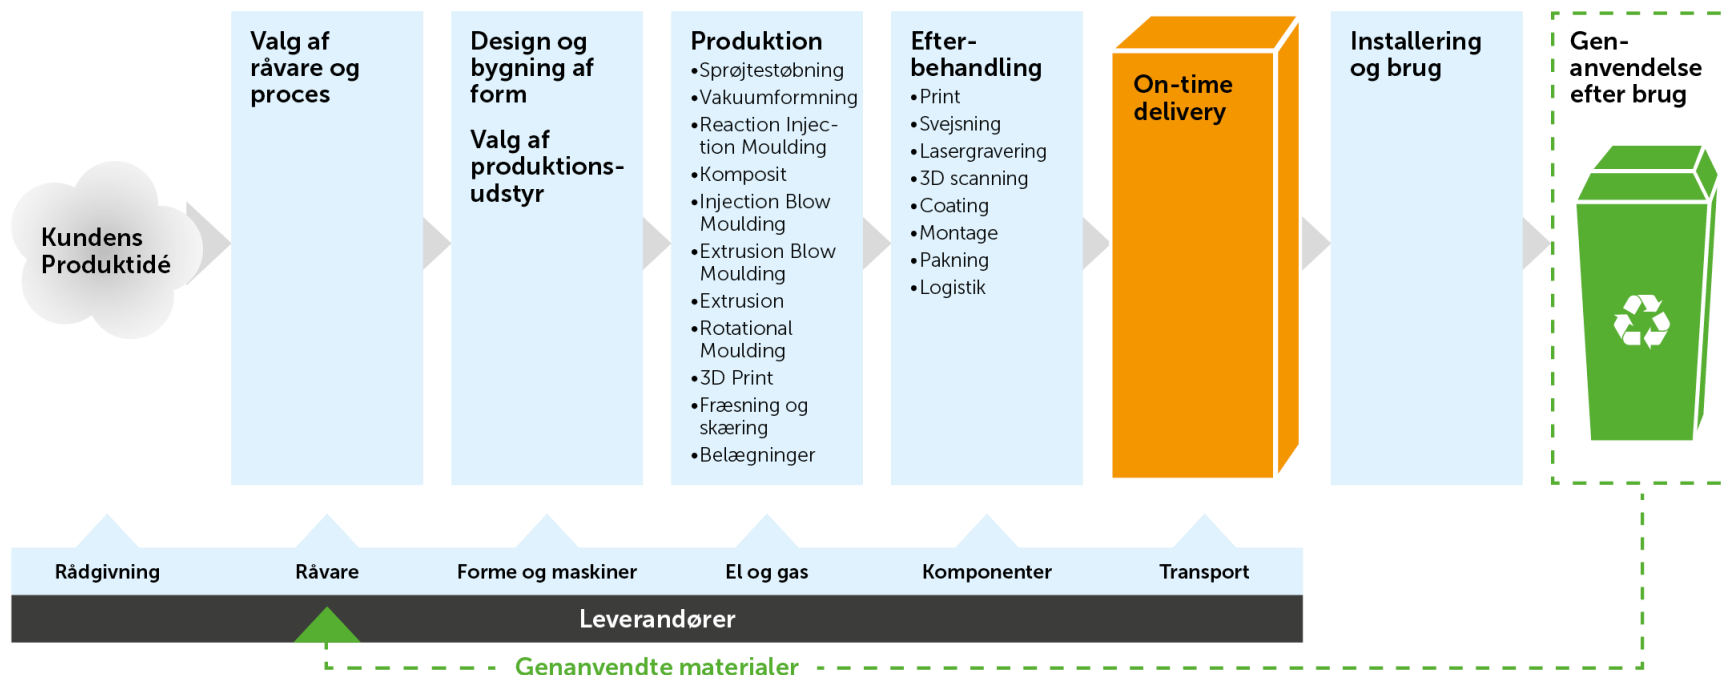 Kundens
Produktidé
Valg af
råvare og
proces
Design og
bygning af
form
Valg af
produktions-
udstyr
Produktion
•Sprøjtestøbning
•Vakuumformning
•Reaction Injec-
tion Moulding
•Komposit
•Injection Blow
Moulding
•Extrusion Blow
Moulding
•Extrusion
•Rotational
Moulding
•3D Print
•Fræsning og
skæring
•Belægninger
Efter-
behandling
•Print
•Svejsning
•Lasergravering
•3D scanning
•Coating
•Montage
•Pakning
•Logistik
On-time
delivery
Installering
og brug
Gen-
anvendelse
efter brug
Rådgivning
Råvare
Forme og maskiner
El og gas
Komponenter
Transport
Leverandører
Genanvendte materialer